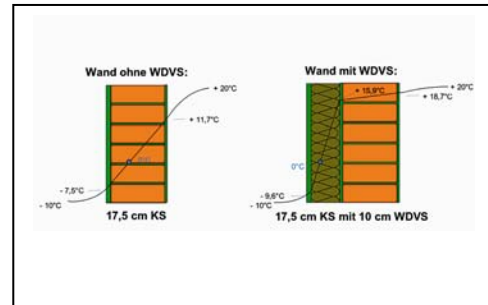 Wand ohne WDVS:
+ 20°C
+ 11,7°C
- 7,5°C
- 10°C
17,5 cm KS
Wand mit WDVS:
+ 20°C
+ 15,9°C
+ 18,7°C
0°C
- 9,6°C
- 10°C
17,5 cm KS mit 10 cm WDVS